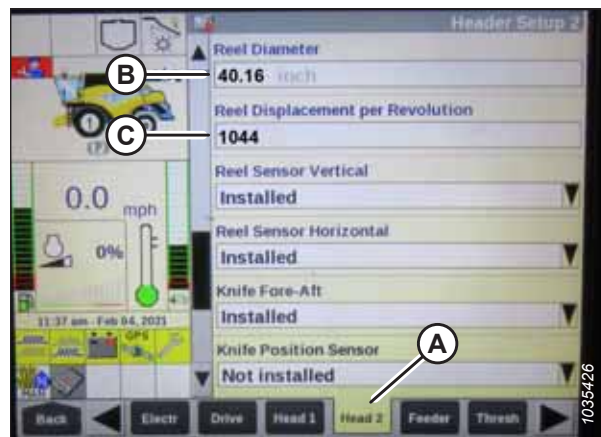 Header Setup 2
Reel Diameter
B
40.16 inch
Reel Displacement per Revolution
C
1044
Reel Sensor Vertical
Installed
Reel Sensor Horizontal
Installed
Knife Fore-Aft
Installed
Knife Position Sensor
Not installed
A
1
(P)
0.0 mph
0%
11:37 am - Feb 04, 2021
GPS
Back
Electr
Drive
Head 1
Head 2
Feeder
Thresh
1035426